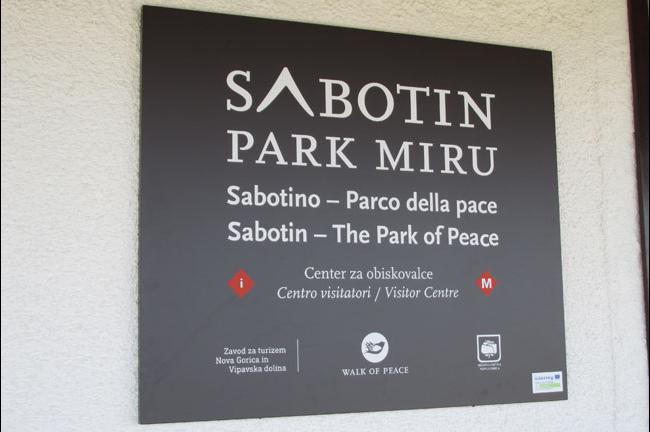 SABOTIN
PARK MIRU
Sabotino – Parco della pace
Sabotin – The Park of Peace
i
Center za obiskovalce
M
Centro visitatori / Visitor Centre
Zavod za turizem
Nova Gorica in
Vipavska dolina
WALK OF PEACE